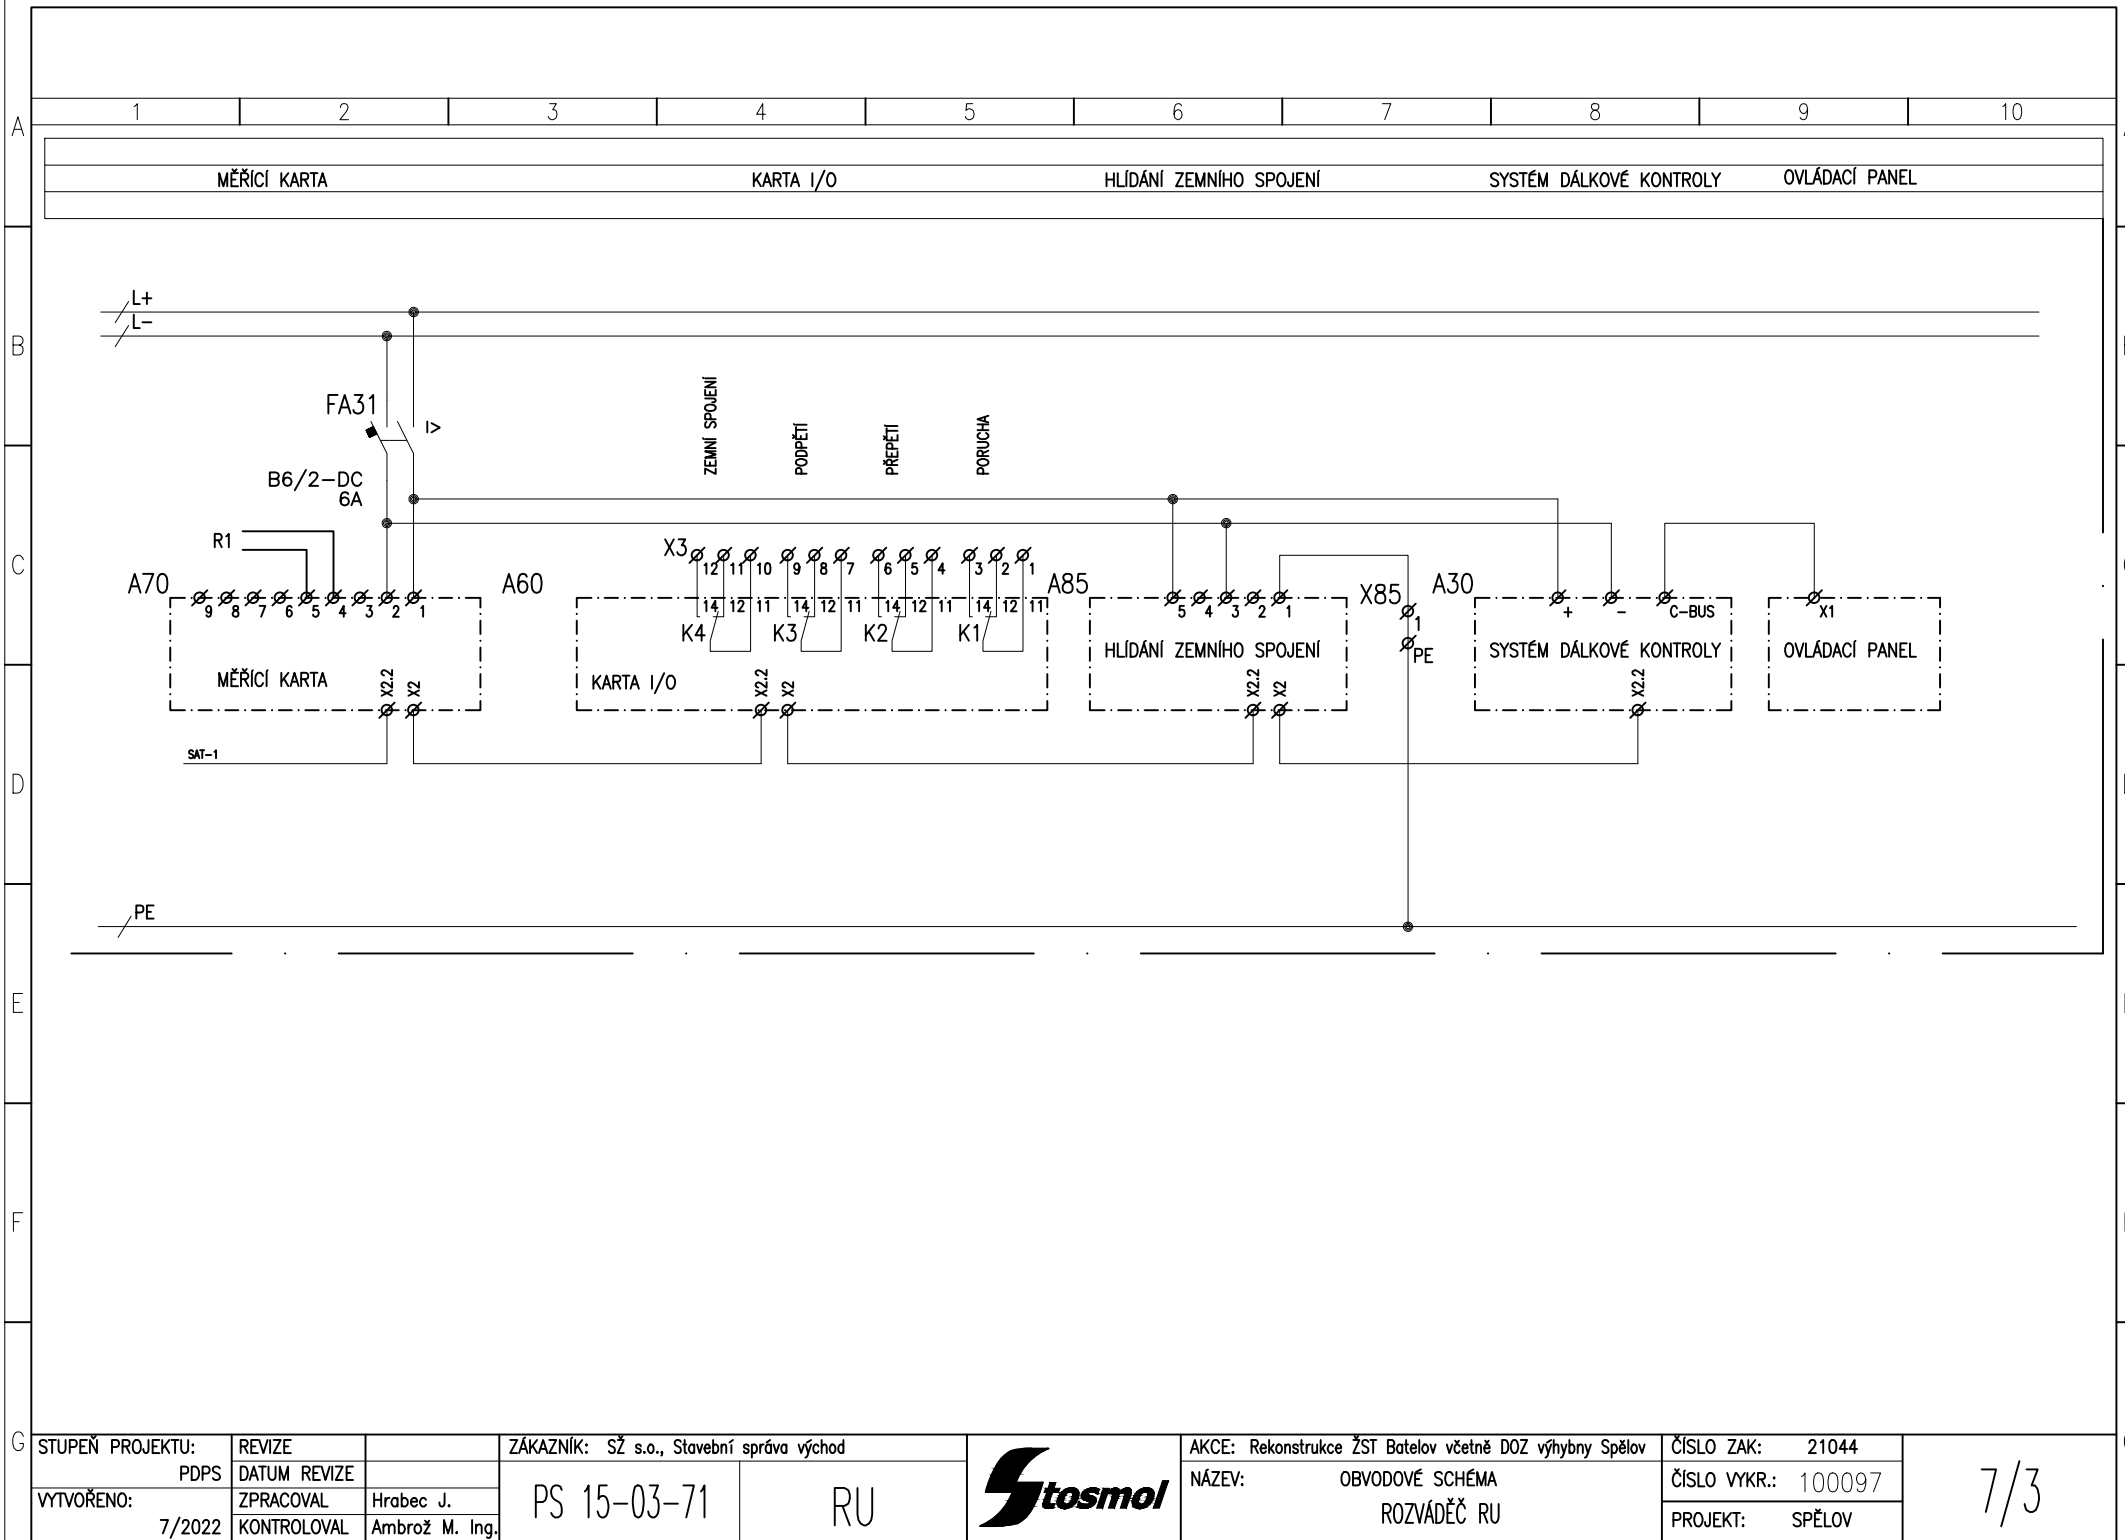 1 2 3 4 5 6 7 8 9 10
A
MĚŘÍCÍ KARTA KARTA I/O HLÍDÁNÍ ZEMNÍHO SPOJENÍ SYSTÉM DÁLKOVÉ KONTROLY OVLÁDACÍ PANEL
L+
L-
B
FA31
I>
ZEMNÍ SPOJENÍ
PODPĚTÍ
PŘEPĚTÍ
PORUCHA
B6/2-DC
6A
R1
X3
12 11 10 9 8 7 6 5 4 3 2 1
C
A70
9 8 7 6 5 4 3 2 1
A60
14 12 11 14 12 11 14 12 11 14 12 11
K4 K3 K2 K1
A85
5 4 3 2 1
X85
1
PE
A30
+ - C-BUS
X1
HLÍDÁNÍ ZEMNÍHO SPOJENÍ
SYSTÉM DÁLKOVÉ KONTROLY
OVLÁDACÍ PANEL
MĚŘÍCÍ KARTA
KARTA I/O
X2.2 X2 X2.2 X2 X2.2 X2 X2.2
SAT-1
D
PE
E
F
G
STUPEŇ PROJEKTU:
PDPS
VYTVOŘENO:
7/2022
REVIZE
DATUM REVIZE
ZPRACOVAL Hrabec J.
KONTROLOVAL Ambrož M. Ing.
ZÁKAZNÍK: SŽ s.o., Stavební správa východ
PS 15-03-71
RU
Stosmol
AKCE: Rekonstrukce ŽST Batelov včetně DOZ výhybny Spělov
NÁZEV: OBVODOVÉ SCHÉMA
ROZVÁDĚČ RU
ČÍSLO ZAK: 21044
ČÍSLO VYKR.: 100097
PROJEKT: SPĚLOV
7/3